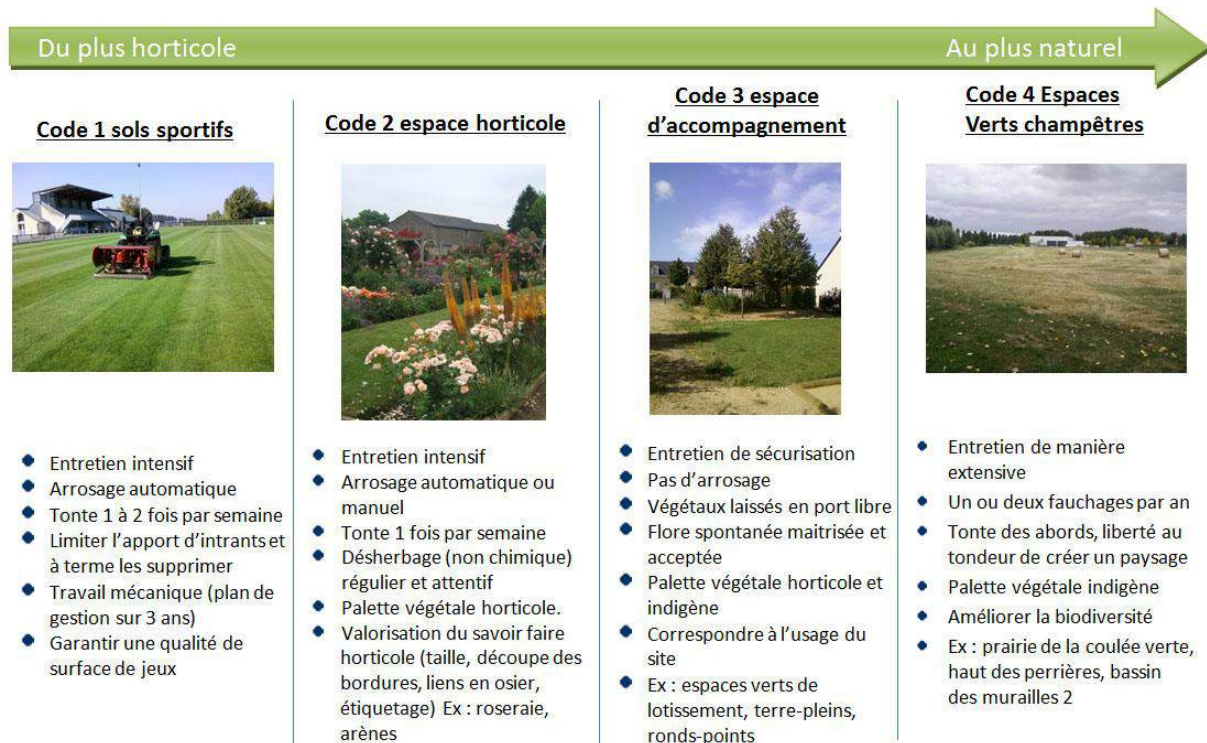 Du plus horticole
Au plus naturel
Code 1 sols sportifs
Entretien intensif
Arrosage automatique
Tonte 1 à 2 fois par semaine
Limiter l’apport d’intrants et
à terme les supprimer
Travail mécanique (plan de
gestion sur 3 ans)
Garantir une qualité de
surface de jeux
Code 2 espace horticole
Entretien intensif
Arrosage automatique ou
manuel
Tonte 1 fois par semaine
Désherbage (non chimique)
régulier et attentif
Palette végétale horticole.
Valorisation du savoir faire
horticole (taille, découpe des
bordures, liens en osier,
étiquetage) Ex : roseraie,
arènes
Code 3 espace
d’accompagnement
Entretien de sécurisation
Pas d’arrosage
Végétaux laissés en port libre
Flore spontanée maitrisée et
acceptée
Palette végétale horticole et
indigène
Correspondre à l’usage du
site
Ex : espaces verts de
lotissement, terre-pleins,
ronds-points
Code 4 Espaces
Verts champêtres
Entretien de manière
extensive
Un ou deux fauchages par an
Tonte des abords, liberté au
tondeur de créer un paysage
Palette végétale indigène
Améliorer la biodiversité
Ex : prairie de la coulée verte,
haut des perrières, bassin
des murailles 2